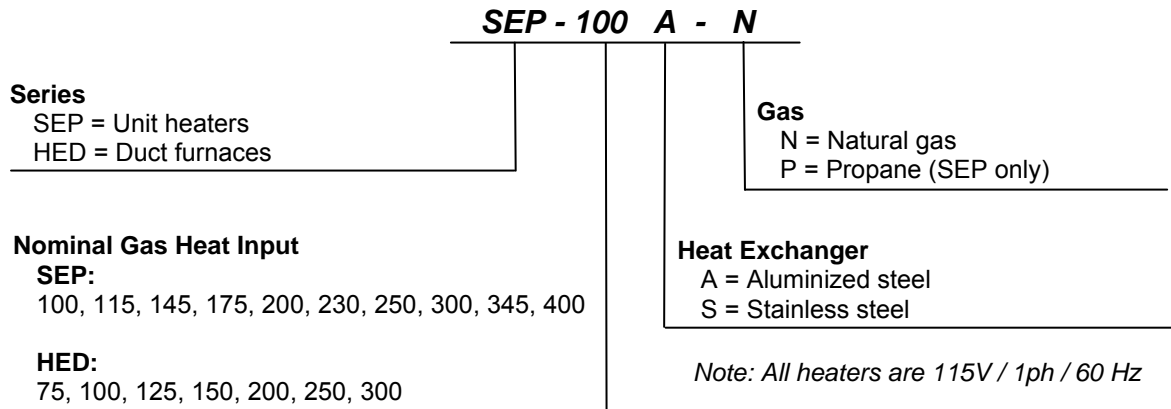 SEP - 100 A - N
Series
SEP = Unit heaters
HED = Duct furnaces
Gas
N = Natural gas
P = Propane (SEP only)
Nominal Gas Heat Input
SEP:
100, 115, 145, 175, 200, 230, 250, 300, 345, 400
HED:
75, 100, 125, 150, 200, 250, 300
Heat Exchanger
A = Aluminized steel
S = Stainless steel
Note: All heaters are 115V / 1ph / 60 Hz